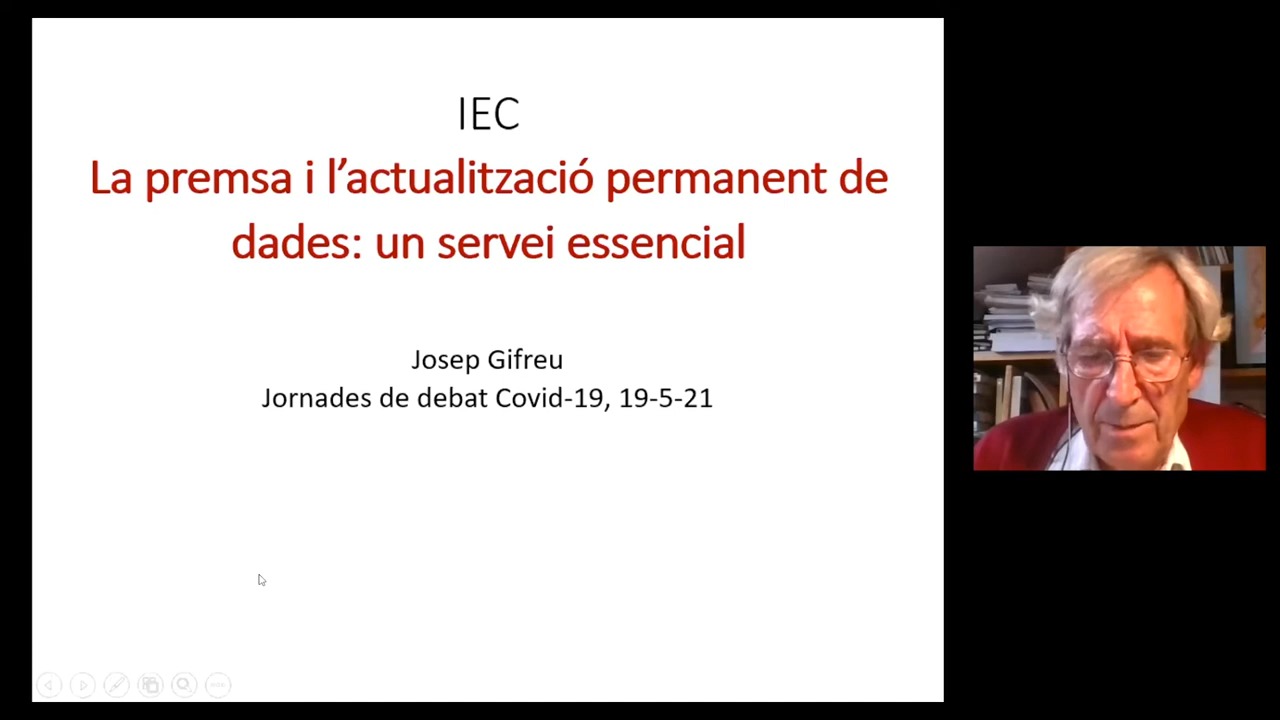 IEC
La premsa i l’actualització permanent de
dades: un servei essencial
Josep Gifreu
Jornades de debat Covid-19, 19-5-21